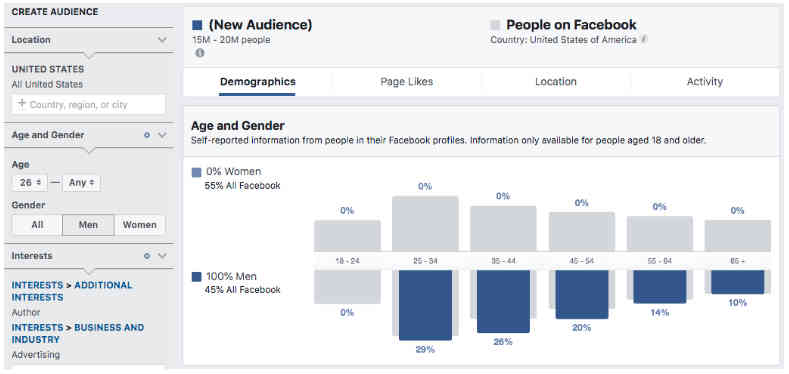 CREATE AUDIENCE
Location
UNITED STATES
All United States
+ Country, region, or city
Age and Gender
Age
26 — Any
Gender
All Men Women
Interests
INTERESTS > ADDITIONAL
INTERESTS
Author
INTERESTS > BUSINESS AND
INDUSTRY
Advertising
(New Audience)
15M - 20M people
People on Facebook
Country: United States of America
Demographics Page Likes Location Activity
Age and Gender
Self-reported information from people in their Facebook profiles. Information only available for people aged 18 and older.
0% Women
55% All Facebook
0% 0% 0% 0% 0% 0%
18 - 24 25 - 34 35 - 44 45 - 54 55 - 64 65 +
100% Men
45% All Facebook
0% 29% 26% 20% 14% 10%